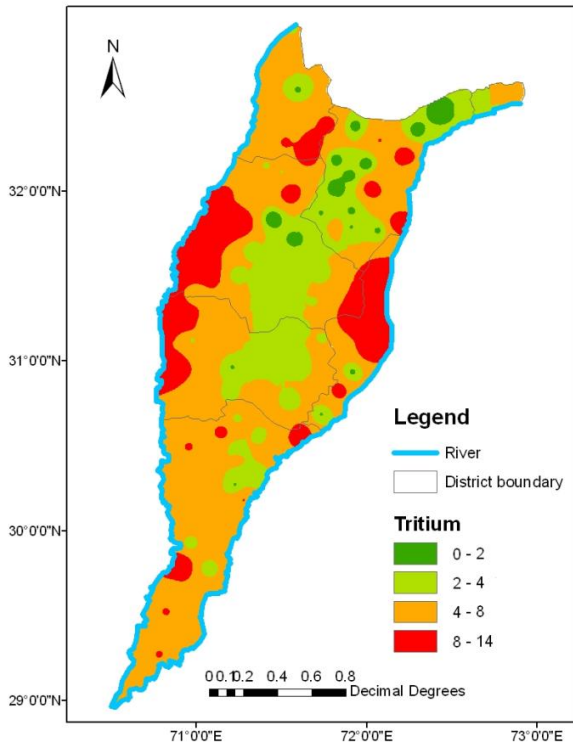 N
32°0'0"N
31°0'0"N
30°0'0"N
29°0'0"N
71°0'0"E
72°0'0"E
73°0'0"E
Legend
River
District boundary
Tritium
0 - 2
2 - 4
4 - 8
8 - 14
0 0.1 0.2 0.4 0.6 0.8
Decimal Degrees